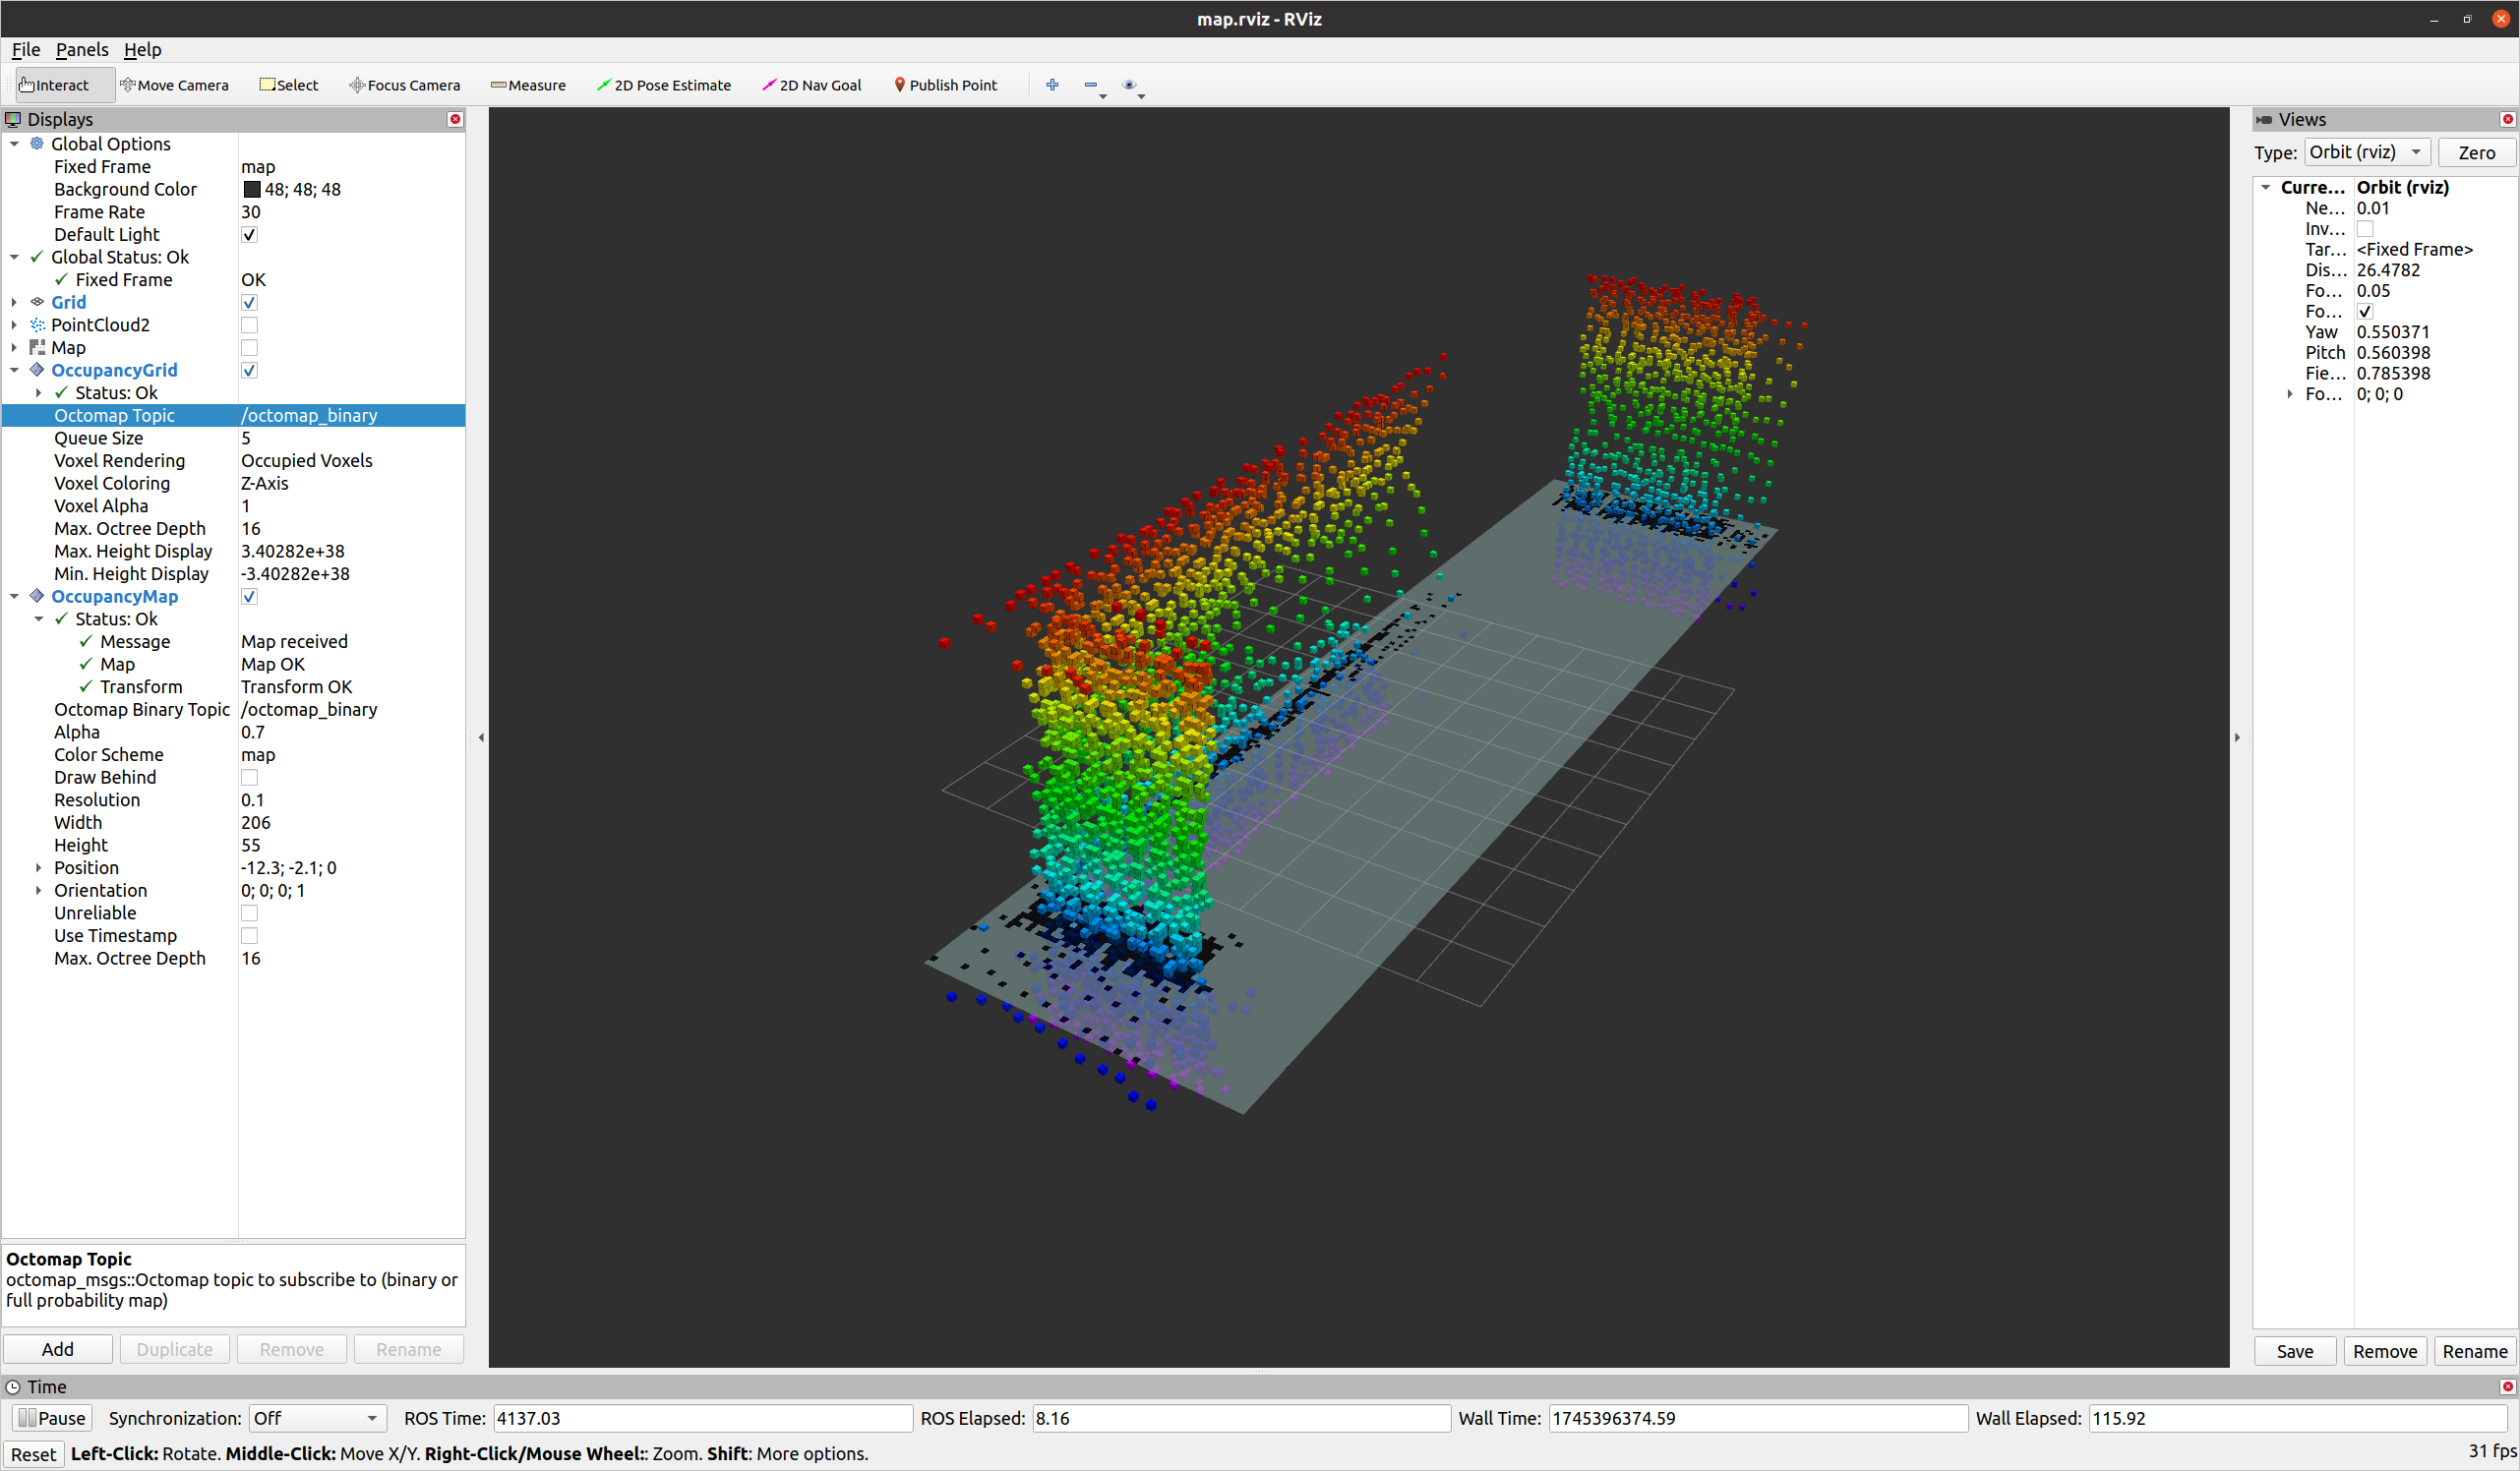 map.rviz - RViz
File Panels Help
Interact Move Camera Select Focus Camera Measure 2D Pose Estimate 2D Nav Goal Publish Point
Displays
Global Options
Fixed Frame map
Background Color 48; 48; 48
Frame Rate 30
Default Light
Global Status: Ok
Fixed Frame OK
Grid
PointCloud2
Map
OccupancyGrid
Status: Ok
Octomap Topic /octomap_binary
Queue Size 5
Voxel Rendering Occupied Voxels
Voxel Coloring Z-Axis
Voxel Alpha 1
Max. Octree Depth 16
Max. Height Display 3.40282e+38
Min. Height Display -3.40282e+38
OccupancyMap
Status: Ok
Message Map received
Map Map OK
Transform Transform OK
Octomap Binary Topic /octomap_binary
Alpha 0.7
Color Scheme map
Draw Behind
Resolution 0.1
Width 206
Height 55
Position -12.3; -2.1; 0
Orientation 0; 0; 0; 1
Unreliable
Use Timestamp
Max. Octree Depth 16
Octomap Topic
octomap_msgs::Octomap topic to subscribe to (binary or
full probability map)
Add Duplicate Remove Rename
Views
Type: Orbit (rviz) Zero
Curre... Orbit (rviz)
Ne... 0.01
Inv...
Tar... <Fixed Frame>
Dis... 26.4782
Fo... 0.05
Fo...
Yaw 0.550371
Pitch 0.560398
Fie... 0.785398
Fo... 0; 0; 0
Save Remove Rename
Time
Pause Synchronization: Off ROS Time: 4137.03 ROS Elapsed: 8.16 Wall Time: 1745396374.59 Wall Elapsed: 115.92
Reset Left-Click: Rotate. Middle-Click: Move X/Y. Right-Click/Mouse Wheel:: Zoom. Shift: More options. 31 fps